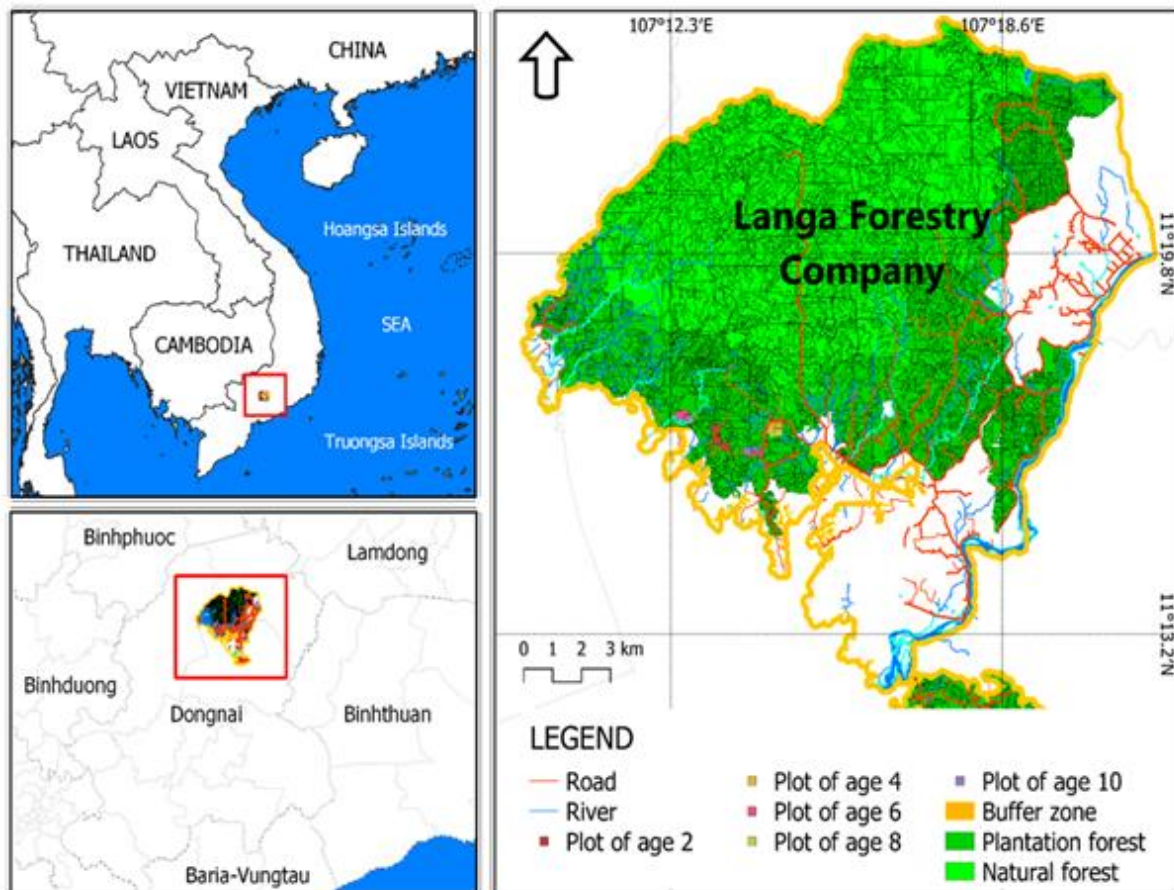 CHINA
VIETNAM
LAOS
Hoangsa Islands
THAILAND
SEA
CAMBODIA
Truongsa Islands
Binhphuoc
Lamdong
Binhduong
Dongnai
Binhthuan
Baria-Vungtau
107°12.3'E
107°18.6'E
Langa Forestry
Company
11°19.8'N
11°13.2'N
0 1 2 3 km
LEGEND
Road
River
Plot of age 2
Plot of age 4
Plot of age 6
Plot of age 8
Plot of age 10
Buffer zone
Plantation forest
Natural forest